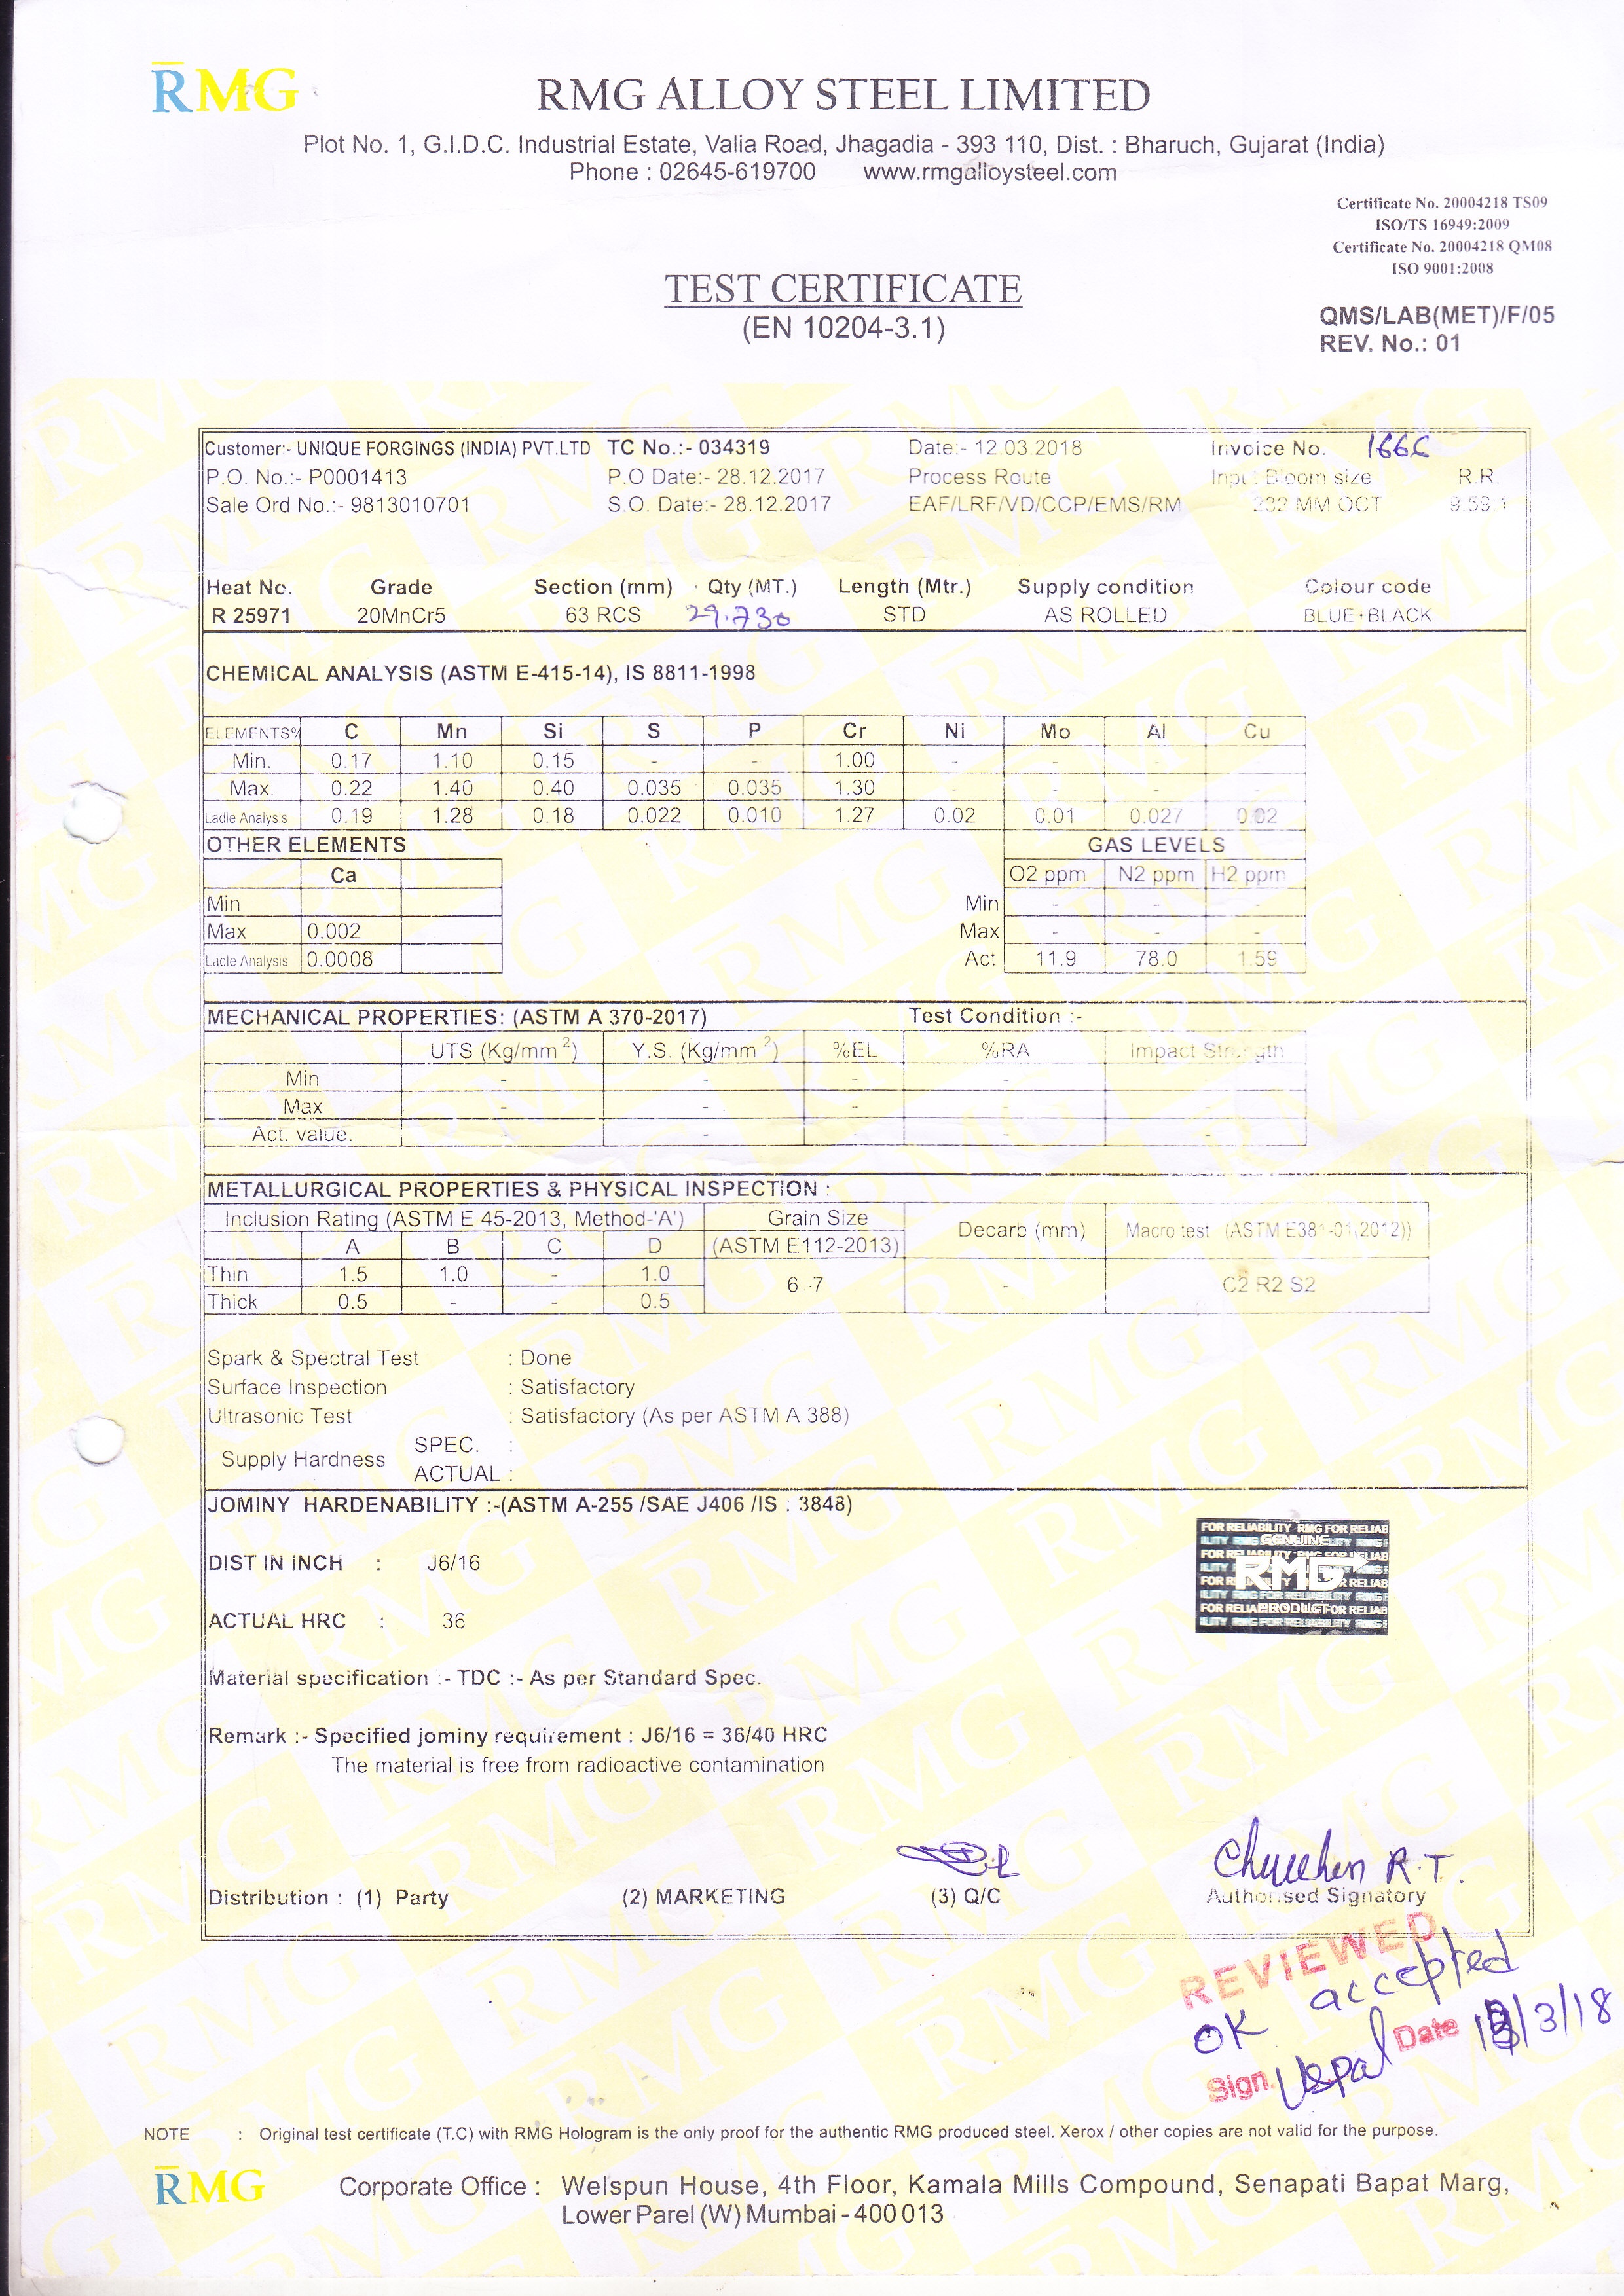 RMG
RMG ALLOY STEEL LIMITED
Plot No. 1, G.I.D.C. Industrial Estate, Valia Road, Jhagadia - 393 110, Dist. : Bharuch, Gujarat (India)
Phone : 02645-619700 www.rmgalloysteel.com
Certificate No. 20004218 TS09
ISO/TS 16949:2009
Certificate No. 20004218 QM08
ISO 9001:2008
TEST CERTIFICATE
(EN 10204-3.1)
QMS/LAB(MET)/F/05
REV. No.: 01
Customer:- UNIQUE FORGINGS (INDIA) PVT.LTD TC No.:- 034319 Date:- 12.03.2018 Invoice No. 1666
P.O. No.:- P0001413 P.O Date:- 28.12.2017 Process Route Input Bloom size R.R.
Sale Ord No.:- 9813010701 S.O. Date:- 28.12.2017 EAF/LRF/VD/CCP/EMS/RM MM OCT 9.59:1
Heat No. Grade Section (mm) Qty (MT.) Length (Mtr.) Supply condition Colour code
R 25971 20MnCr5 63 RCS 29.730 STD AS ROLLED BLUE+BLACK
CHEMICAL ANALYSIS (ASTM E-415-14), IS 8811-1998
ELEMENTS% C Mn Si S P Cr Ni Mo Al Cu
Min. 0.17 1.10 0.15 - - 1.00 - - -
Max. 0.22 1.40 0.40 0.035 0.035 1.30 - - -
Ladle Analysis 0.19 1.28 0.18 0.022 0.010 1.27 0.02 0.01 0.027 0.02
OTHER ELEMENTS GAS LEVELS
Ca O2 ppm N2 ppm H2 ppm
Min Min - - -
Max 0.002 Max - - -
Ladle Analysis 0.0008 Act 11.9 78.0 1.59
MECHANICAL PROPERTIES: (ASTM A 370-2017) Test Condition :-
UTS (Kg/mm 2) Y.S. (Kg/mm 2) %EL %RA Impact Strength
Min - - - - -
Max - - - - -
Act. value. - - - - -
METALLURGICAL PROPERTIES & PHYSICAL INSPECTION :
Inclusion Rating (ASTM E 45-2013, Method-'A') Grain Size Decarb (mm) Macro test (ASTM E381-01(2012))
A B C D (ASTM E112-2013)
Thin 1.5 1.0 - 1.0 6 -7 - C2 R2 S2
Thick 0.5 - - 0.5
Spark & Spectral Test : Done
Surface Inspection : Satisfactory
Ultrasonic Test : Satisfactory (As per ASTM A 388)
Supply Hardness SPEC. :
ACTUAL :
JOMINY HARDENABILITY :-(ASTM A-255 /SAE J406 /IS : 3848)
FOR RELIABILITY RMG FOR RELIAB
GENUINE
RMG
PRODUCT
DIST IN INCH : J6/16
ACTUAL HRC : 36
Material specification :- TDC :- As per Standard Spec.
Remark :- Specified jominy requirement : J6/16 = 36/40 HRC
The material is free from radioactive contamination
R.T.
Distribution : (1) Party (2) MARKETING (3) Q/C Authorised Signatory
REVIEWED
OK accepted
Date /3/18
Sign.
NOTE : Original test certificate (T.C) with RMG Hologram is the only proof for the authentic RMG produced steel. Xerox / other copies are not valid for the purpose.
RMG
Corporate Office : Welspun House, 4th Floor, Kamala Mills Compound, Senapati Bapat Marg,
Lower Parel (W) Mumbai - 400 013